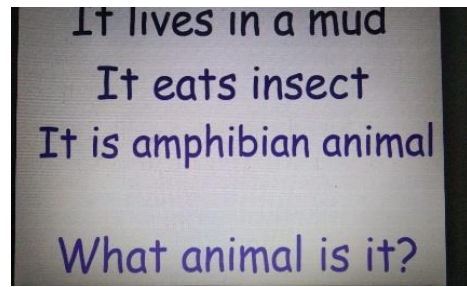 It lives in a mud
It eats insect
It is amphibian animal
What animal is it?